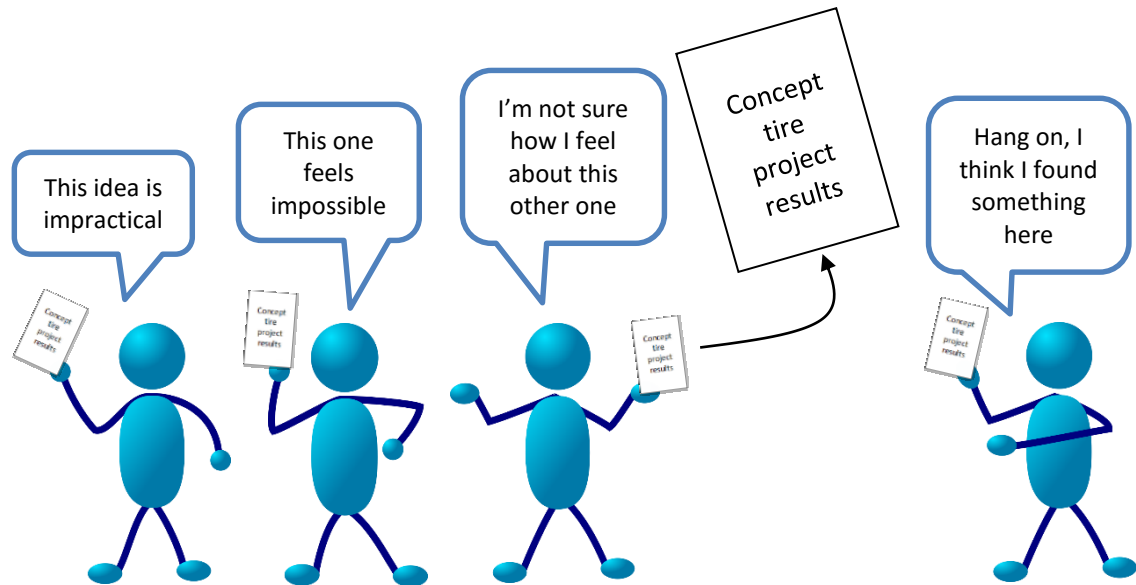 This idea is
impractical
This one
feels
impossible
I’m not sure
how I feel
about this
other one
Concept
tire
project
results
Hang on, I
think I found
something
here
Concept
tire
project
results
Concept
tire
project
results
Concept
tire
project
results
Concept
tire
project
results